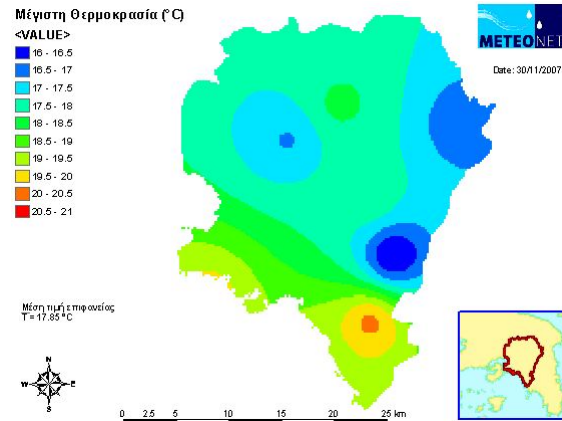 Μέγιστη Θερμοκρασία (°C)
<VALUE>
16 - 16.5
16.5 - 17
17 - 17.5
17.5 - 18
18 - 18.5
18.5 - 19
19 - 19.5
19.5 - 20
20 - 20.5
20.5 - 21
METEONET
Date: 30/11/2007
Μέση τιμή επιφανείας
T = 17.85 °C
N
W E
S
0 2.5 5 10 15 20 25 km